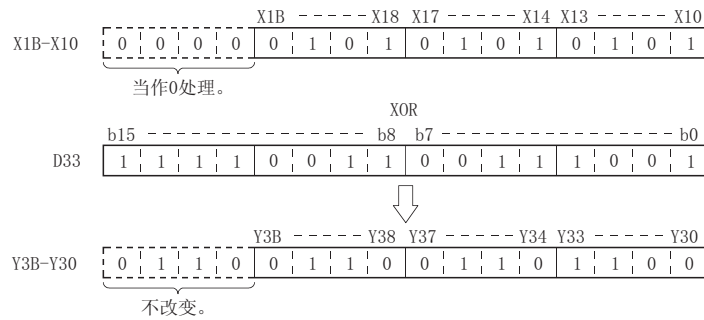 X1B X18 X17 X14 X13 X10
X1B-X10 0 0 0 0 0 1 0 1 0 1 0 1 0 1 0 1
当作0处理。
XOR
b15 b8 b7 b0
D33 1 1 1 1 0 0 1 1 0 0 1 1 1 0 0 1
Y3B Y38 Y37 Y34 Y33 Y30
Y3B-Y30 0 1 1 0 0 1 1 0 0 1 1 0 1 1 0 0
不改变。